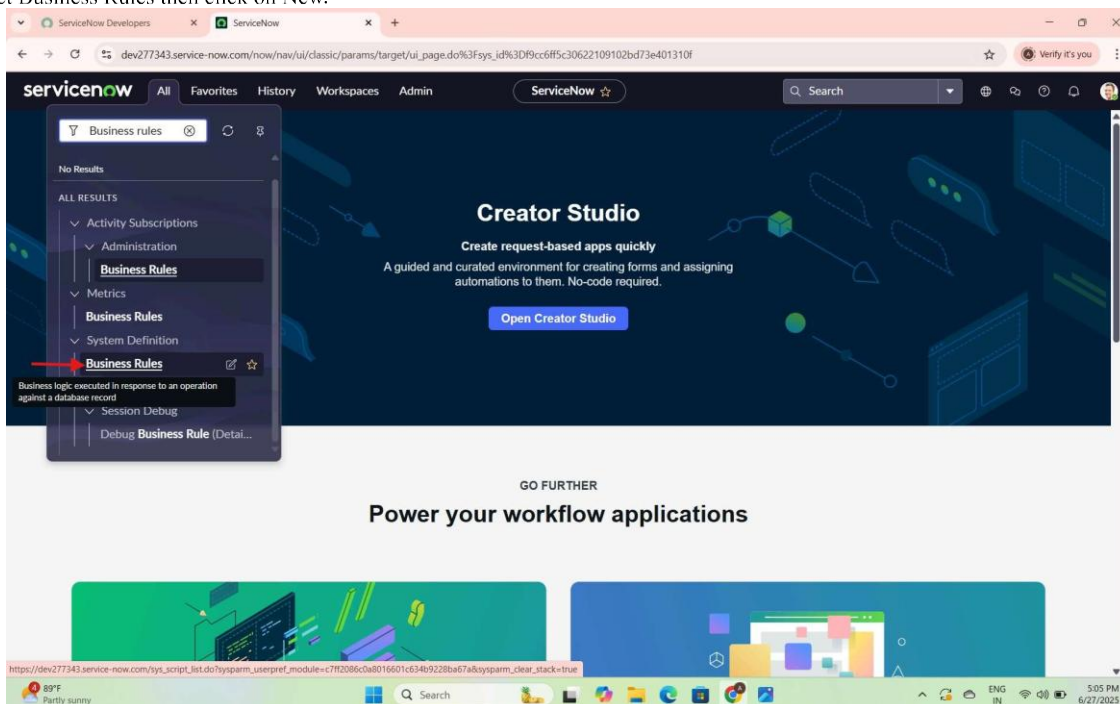 Business Rules then click on New.
ServiceNow Developers
ServiceNow
dev277343.service-now.com/now/nav/ui/classic/params/target/ui_page.do%3Fsys_id%3Df9cc6ff5c30622109102bd73e401310f
Verify it's you
servicenow All Favorites History Workspaces Admin ServiceNow Search
Business rules
No Results
ALL RESULTS
Activity Subscriptions
Administration
Business Rules
Metrics
Business Rules
System Definition
Business Rules
Business logic executed in response to an operation
against a database record
Session Debug
Debug Business Rule (Detai...
Creator Studio
Create request-based apps quickly
A guided and curated environment for creating forms and assigning
automations to them. No-code required.
Open Creator Studio
GO FURTHER
Power your workflow applications
https://dev277343.service-now.com/sys_script_list.do?sysparm_userpref_module=c7ff2086c0a8016601c634b9228ba67a&sysparm_clear_stack=true
4
89°F
Partly sunny
Search
ENG
IN
5:05 PM
6/27/2025